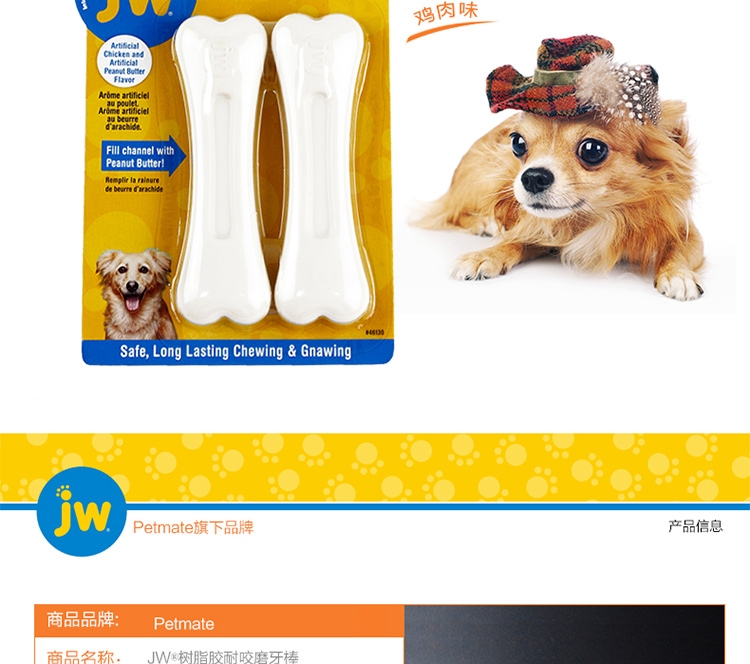 JW
鸡肉味
Artificial
Chicken and
Artificial
Peanut Butter
Flavor
Arôme artificiel
au poulet.
Arôme artificiel
au beurre
d'arachide.
Fill channel with
Peanut Butter!
Remplir la rainure
de beurre d'arachide
#46130
Safe, Long Lasting Chewing & Gnawing
jw®
Petmate旗下品牌
产品信息
商品品牌: Petmate
商品名称: JW®树脂胶耐咬磨牙棒